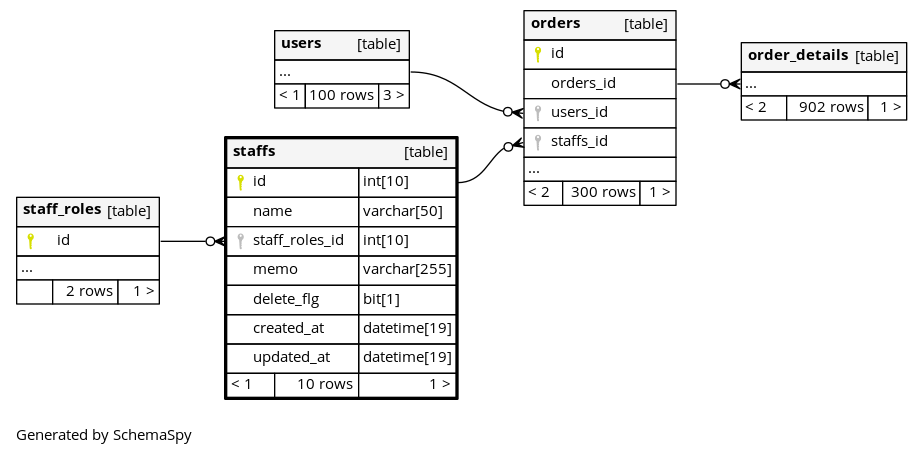 users [table]
...
< 1 100 rows 3 >
orders [table]
id
orders_id
users_id
staffs_id
...
< 2 300 rows 1 >
order_details [table]
...
< 2 902 rows 1 >
staffs [table]
id int[10]
name varchar[50]
staff_roles_id int[10]
memo varchar[255]
delete_flg bit[1]
created_at datetime[19]
updated_at datetime[19]
< 1 10 rows 1 >
staff_roles [table]
id
...
2 rows 1 >
Generated by SchemaSpy